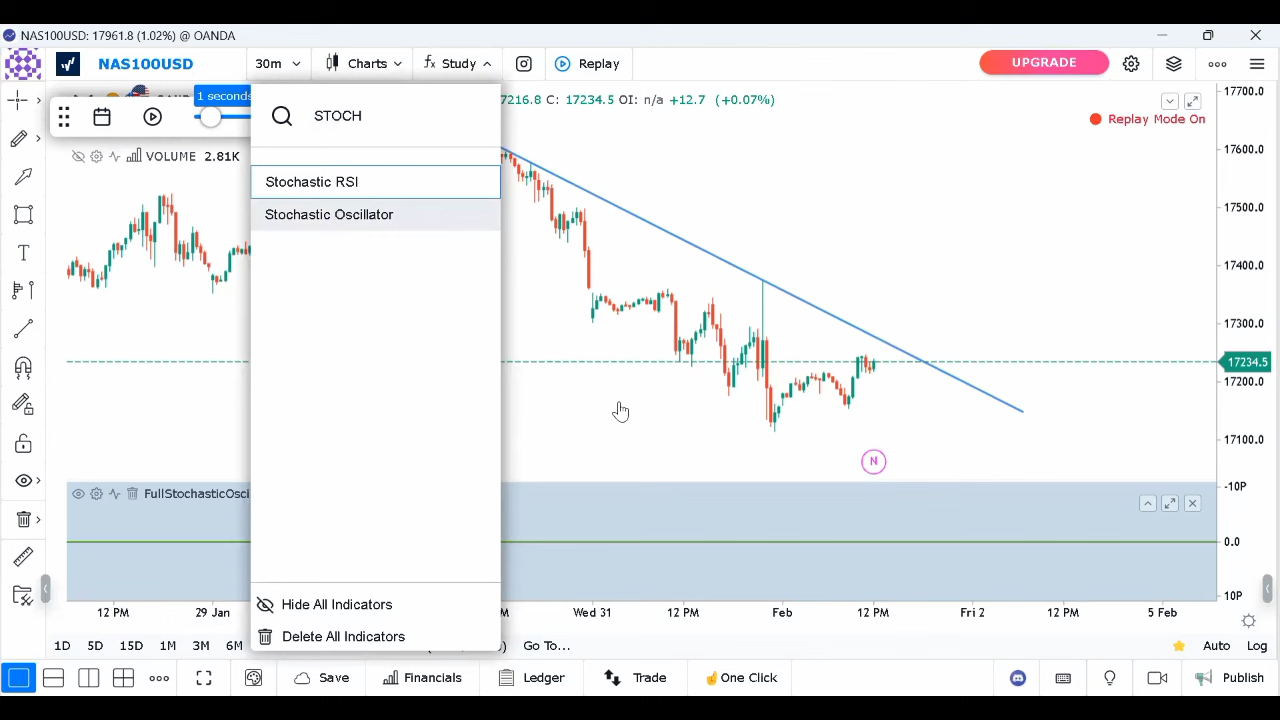 NAS100USD: 17961.8 (1.02%) @ OANDA
NAS100USD
30m
Charts
Study
Replay
UPGRADE
1 seconds
STOCH
17216.8 C: 17234.5 OI: n/a +12.7 (+0.07%)
Replay Mode On
VOLUME 2.81K
Stochastic RSI
Stochastic Oscillator
17700.0
17600.0
17500.0
17400.0
17300.0
17234.5
17200.0
17100.0
N
FullStochasticOsci
-10P
0.0
10P
Hide All Indicators
Delete All Indicators
12 PM
29 Jan
Wed 31
12 PM
Feb
12 PM
Fri 2
12 PM
5 Feb
1D 5D 15D 1M 3M 6M
Go To...
Auto
Log
Save
Financials
Ledger
Trade
One Click
Publish